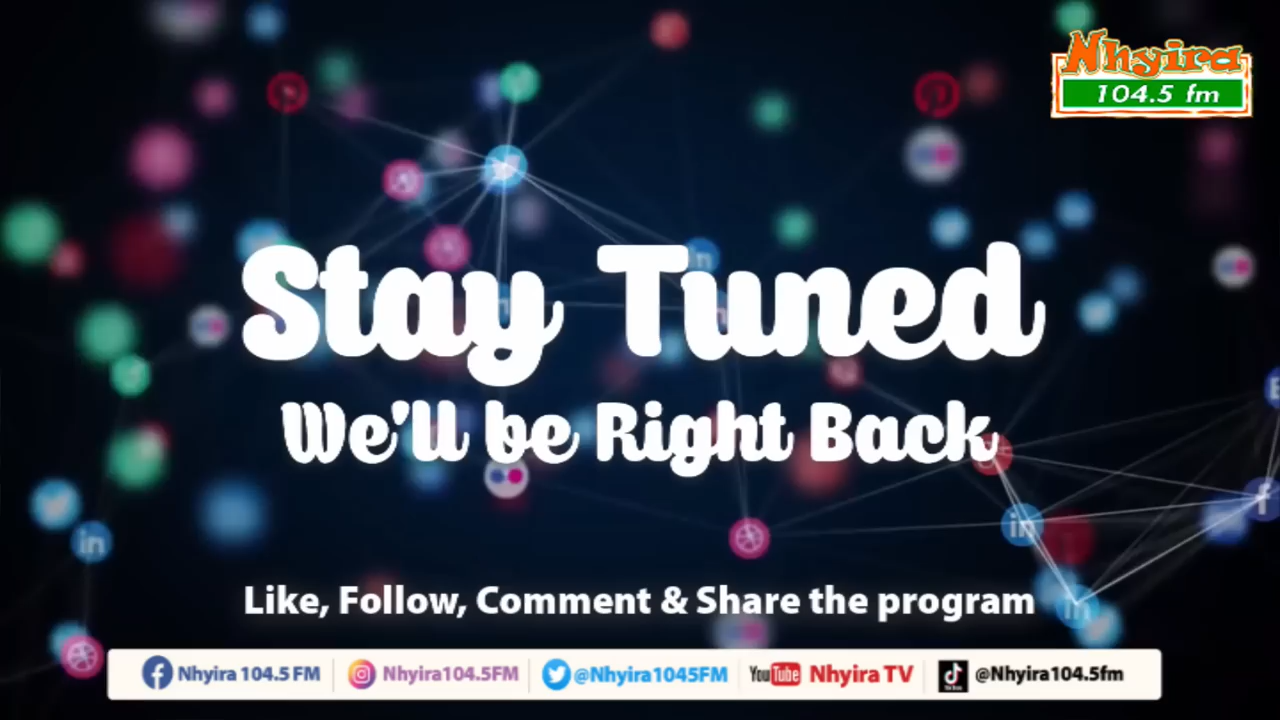 Nhyira
104.5 fm
Stay Tuned
We'll be Right Back
Like, Follow, Comment & Share the program
Nhyira 104.5 FM Nhyira104.5FM @Nhyira1045FM YouTube Nhyira TV @Nhyira104.5fm